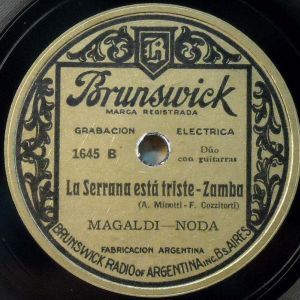 B
Brunswick
MARCA REGISTRADA
GRABACION ELECTRICA
1645 B
Dúo
con guitarras
La Serrana está triste - Zamba
(A. Minotti - F. Cozzitorti)
MAGALDI—NODA
FABRICACION ARGENTINA
BRUNSWICK RADIO OF ARGENTINA INC. Bs. AIRES